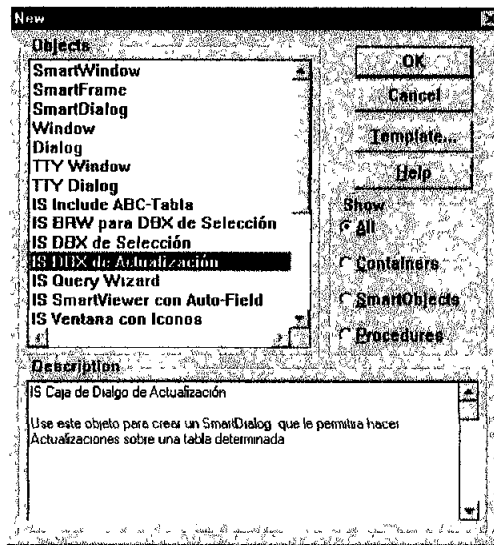 New
Objects
SmartWindow
SmartFrame
SmartDialog
Window
Dialog
TTY Window
TTY Dialog
IS Include ABC-Tabla
IS BRW para DBX de Selección
IS DBX de Selección
IS DBX de Actualización
IS Query Wizard
IS SmartViewer con Auto-Field
IS Ventana con Iconos
OK
Cancel
Template...
Help
Show
All
Containers
SmartObjects
Procedures
Description
IS Caja de Dialgo de Actualización
Use este objeto para crear un SmartDialog que le permitira hacer
Actualizaciones sobre una tabla determinada